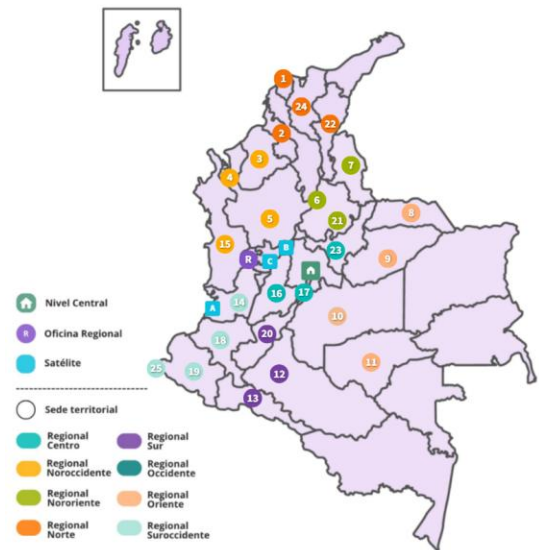 1
24
22
2
3
7
4
6
5
21
8
15
B
23
R
C
9
16
17
14
A
10
20
18
11
25
19
12
13
Nivel Central
R
Oficina Regional
Satélite
Sede territorial
Regional
Centro
Regional
Sur
Regional
Noroccidente
Regional
Occidente
Regional
Nororiente
Regional
Oriente
Regional
Norte
Regional
Suroccidente